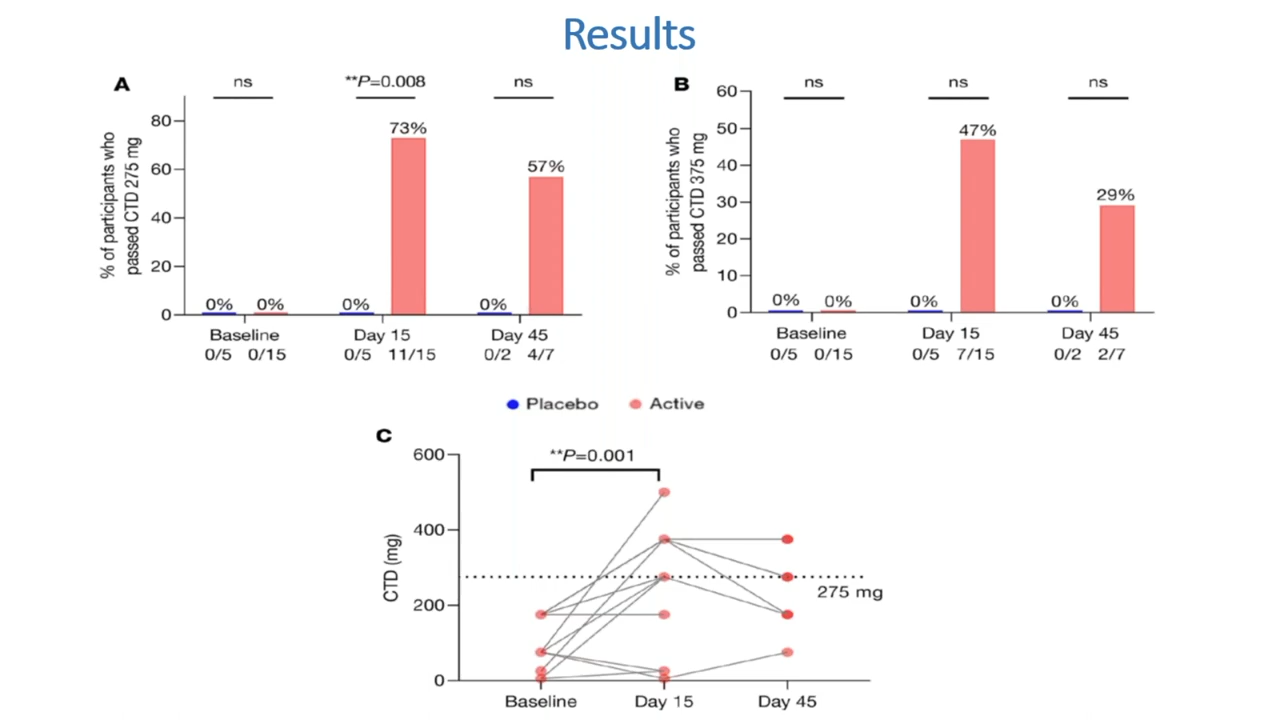 Results
A
ns
**P=0.008
ns
% of participants who
passed CTD 275 mg
80
60
40
20
0
0%
0%
0%
73%
0%
57%
Baseline
Day 15
Day 45
0/5
0/15
0/5
11/15
0/2
4/7
B
ns
ns
ns
% of participants who
passed CTD 375 mg
60
50
40
30
20
10
0
0%
0%
0%
47%
0%
29%
Baseline
Day 15
Day 45
0/5
0/15
0/5
7/15
0/2
2/7
Placebo
Active
C
**P=0.001
CTD (mg)
600
400
200
0
275 mg
Baseline
Day 15
Day 45